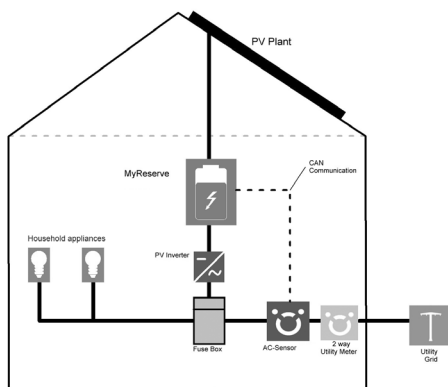 PV Plant
CAN
Communication
MyReserve
Household appliances
PV Inverter
Fuse Box
AC-Sensor
2 way
Utility Meter
Utility
Grid